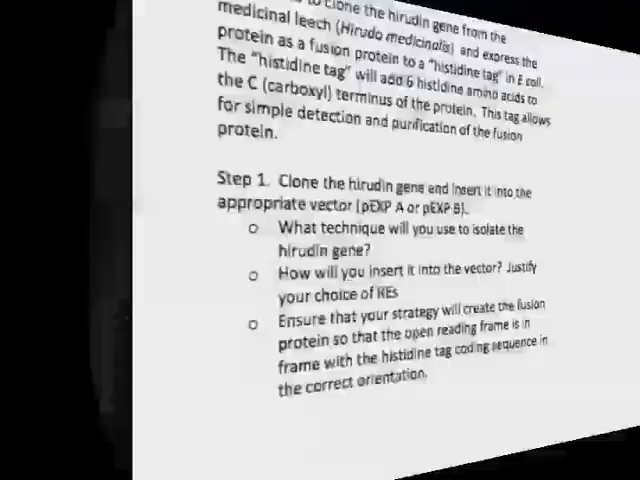 to clone the hirudin gene from the
medicinal leech (Hirudo medicinalis) and express the
protein as a fusion protein to a "histidine tag" in E coli.
The "histidine tag" will add 6 histidine amino acids to
the C (carboxyl) terminus of the protein. This tag allows
for simple detection and purification of the fusion
protein.
Step 1. Clone the hirudin gene and insert it into the
appropriate vector (pEXP A or pEXP B).
o What technique will you use to isolate the
hirudin gene?
o How will you insert it into the vector? Justify
your choice of REs
o Ensure that your strategy will create the fusion
protein so that the open reading frame is in
frame with the histidine tag coding sequence in
the correct orientation.